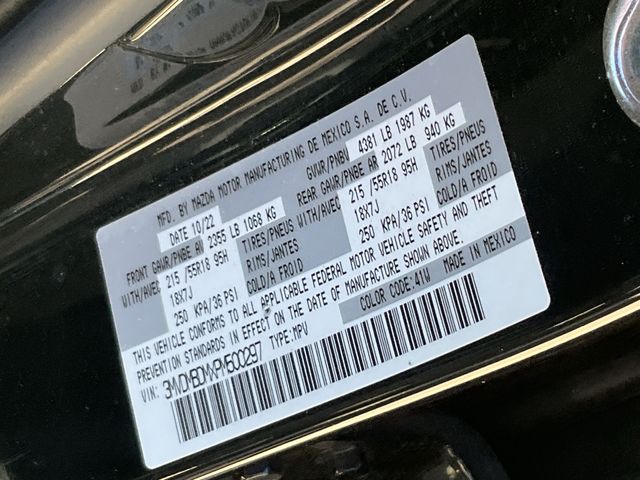 MFD. BY MAZDA MOTOR MANUFACTURING DE MEXICO S.A. DE C.V.
DATE 10/22 GVWR/PNBV 4381 LB 1987 KG
FRONT GAWR/PNBE AV 2355 LB 1068 KG REAR GAWR/PNBE AR 2072 LB 940 KG
WITH/AVEC 215/55R18 95H TIRES/PNEUS WITH/AVEC 215/55R18 95H TIRES/PNEUS
18X7J RIMS/JANTES 18X7J RIMS/JANTES
250 KPA/36 PSI COLD/A FROID 250 KPA/36 PSI COLD/A FROID
THIS VEHICLE CONFORMS TO ALL APPLICABLE FEDERAL MOTOR VEHICLE SAFETY AND THEFT
PREVENTION STANDARDS IN EFFECT ON THE DATE OF MANUFACTURE SHOWN ABOVE.
COLOR CODE: 41W MADE IN MEXICO
VIN: TYPE: MPV